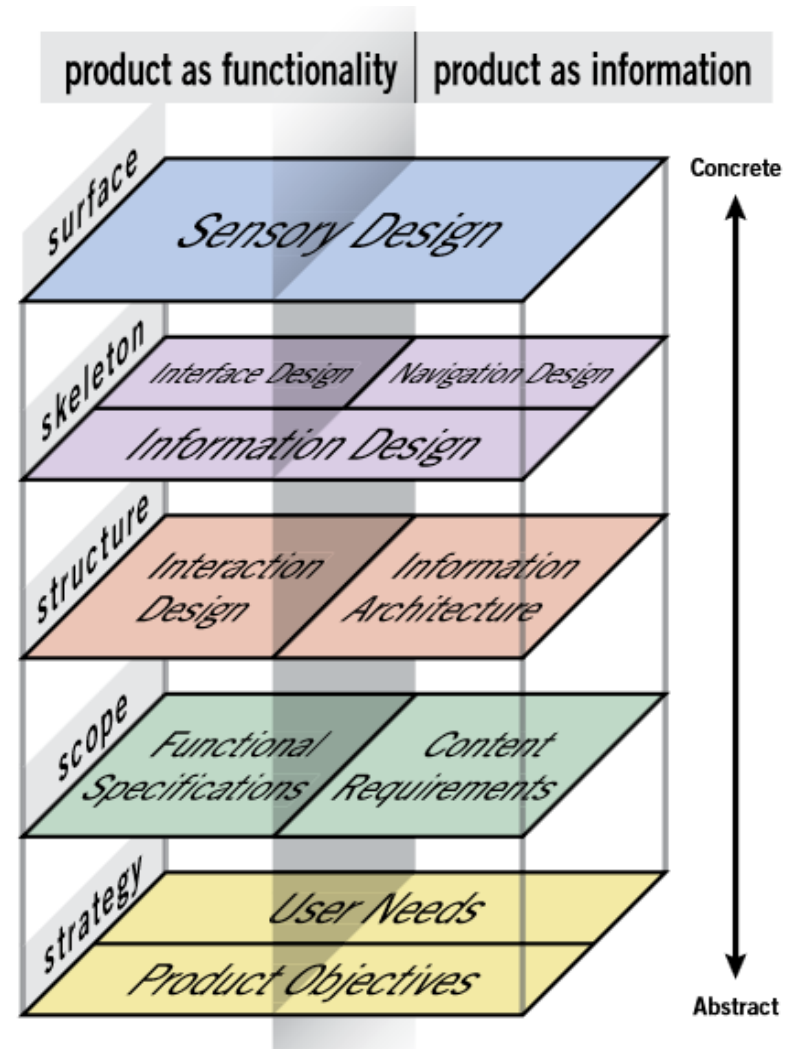 product as functionality
product as information
Concrete
surface
Sensory Design
skeleton
Interface Design
Navigation Design
Information Design
structure
Interaction
Design
Information
Architecture
scope
Functional
Specifications
Content
Requirements
strategy
User Needs
Product Objectives
Abstract